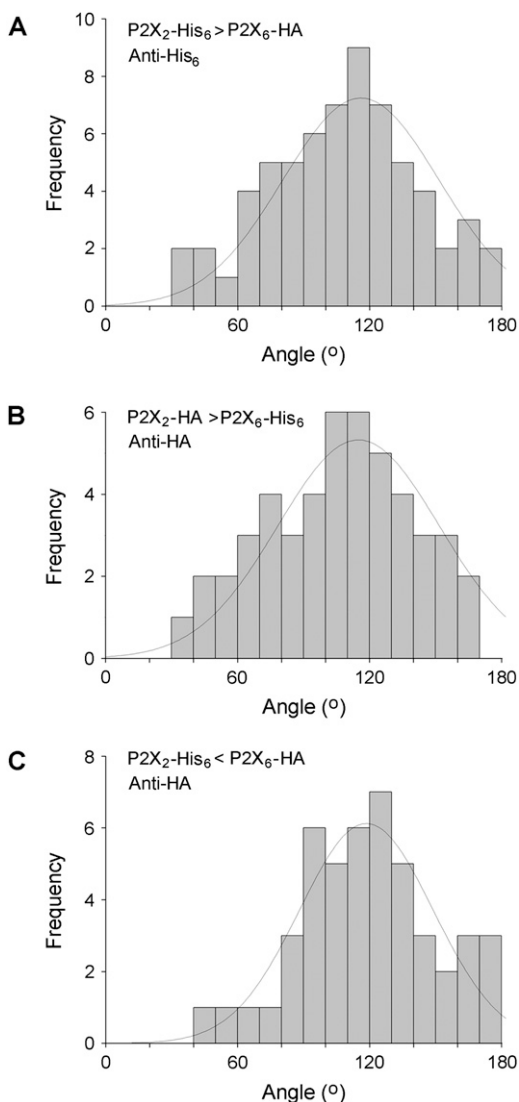 A
P2X₂-His₆ > P2X₆-HA
Anti-His₆
10
8
6
4
2
0
Frequency
0 60 120 180
Angle (º)
B
P2X₂-HA > P2X₆-His₆
Anti-HA
6
4
2
0
Frequency
0 60 120 180
Angle (º)
C
P2X₂-His₆ < P2X₆-HA
Anti-HA
8
6
4
2
0
Frequency
0 60 120 180
Angle (º)